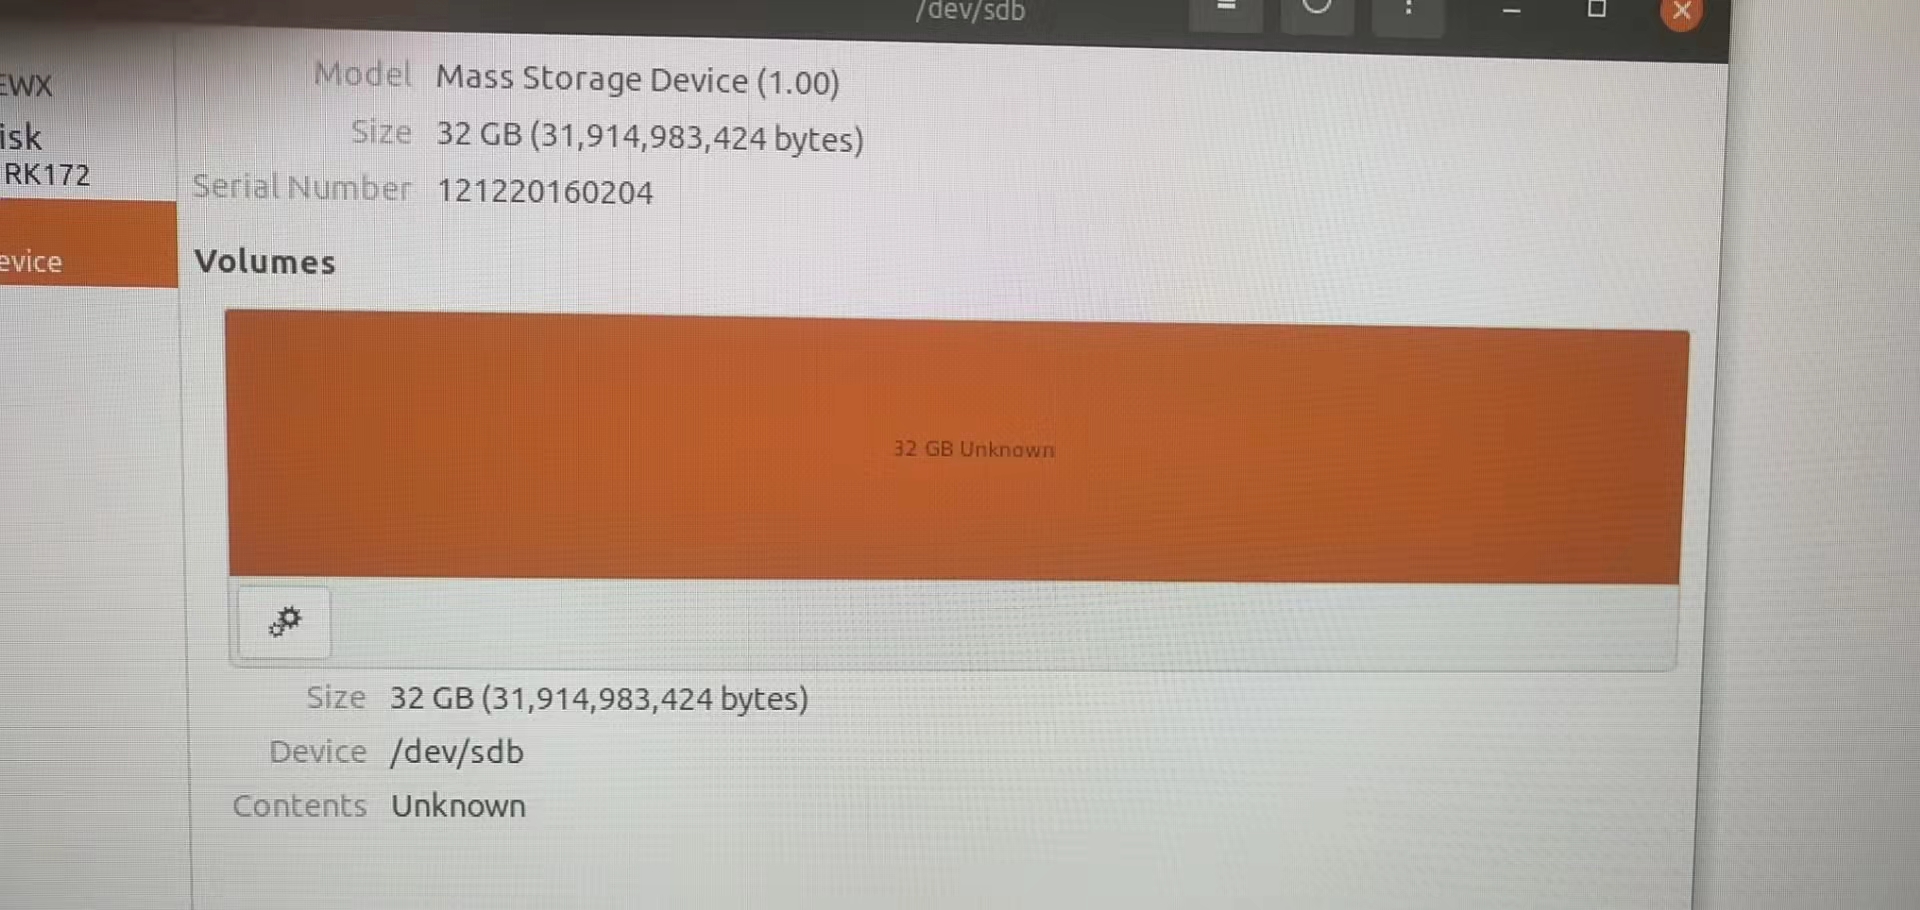 /dev/sdb
EWX
isk
RK172
evice
Model Mass Storage Device (1.00)
Size 32 GB (31,914,983,424 bytes)
Serial Number 121220160204
Volumes
32 GB Unknown
Size 32 GB (31,914,983,424 bytes)
Device /dev/sdb
Contents Unknown